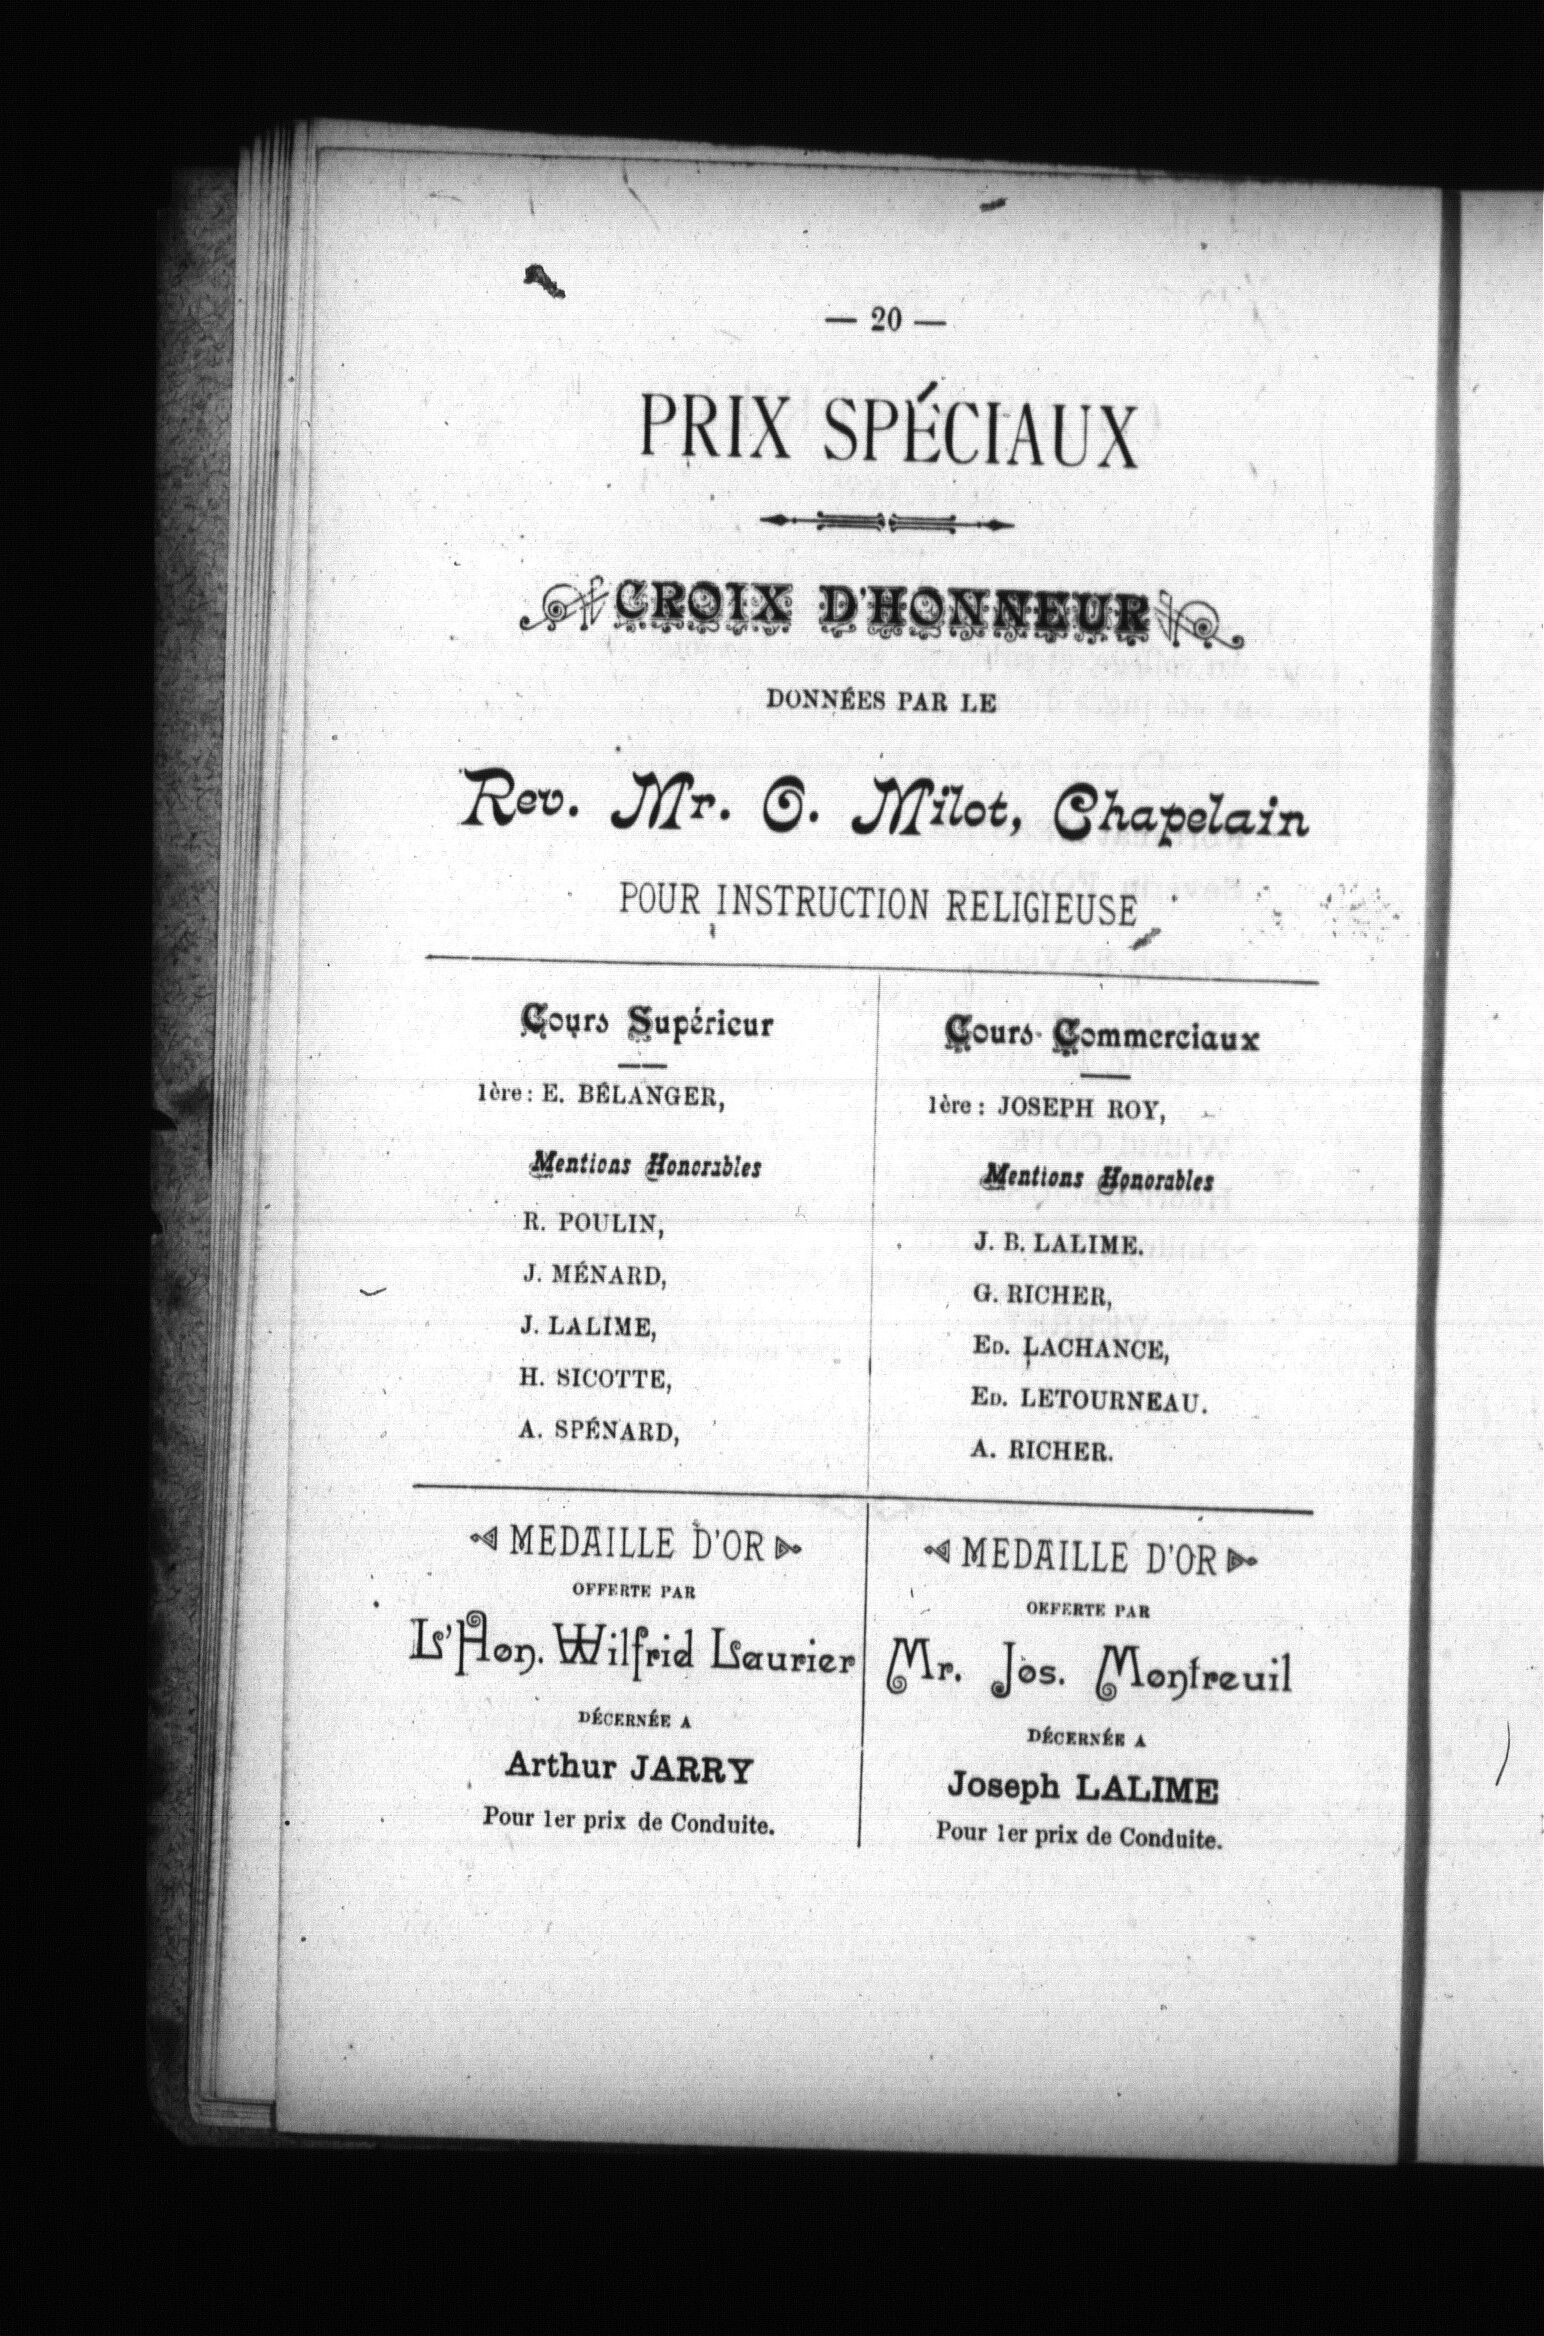 — 20 —
PRIX SPÉCIAUX
CROIX D'HONNEUR
DONNÉES PAR LE
Rev. Mr. O. Milot, Chapelain
POUR INSTRUCTION RELIGIEUSE
Cours Supérieur
1ère: E. BÉLANGER,
Mentions Honorables
R. POULIN,
J. MÉNARD,
J. LALIME,
H. SICOTTE,
A. SPÉNARD,
Cours Commerciaux
1ère: JOSEPH ROY,
Mentions Honorables
J. B. LALIME.
G. RICHER,
ED. LACHANCE,
ED. LETOURNEAU.
A. RICHER.
MEDAILLE D'OR
OFFERTE PAR
L'Hon. Wilfrid Laurier
DÉCERNÉE A
Arthur JARRY
Pour 1er prix de Conduite.
MEDAILLE D'OR
OFFERTE PAR
Mr. Jos. Montreuil
DÉCERNÉE A
Joseph LALIME
Pour 1er prix de Conduite.